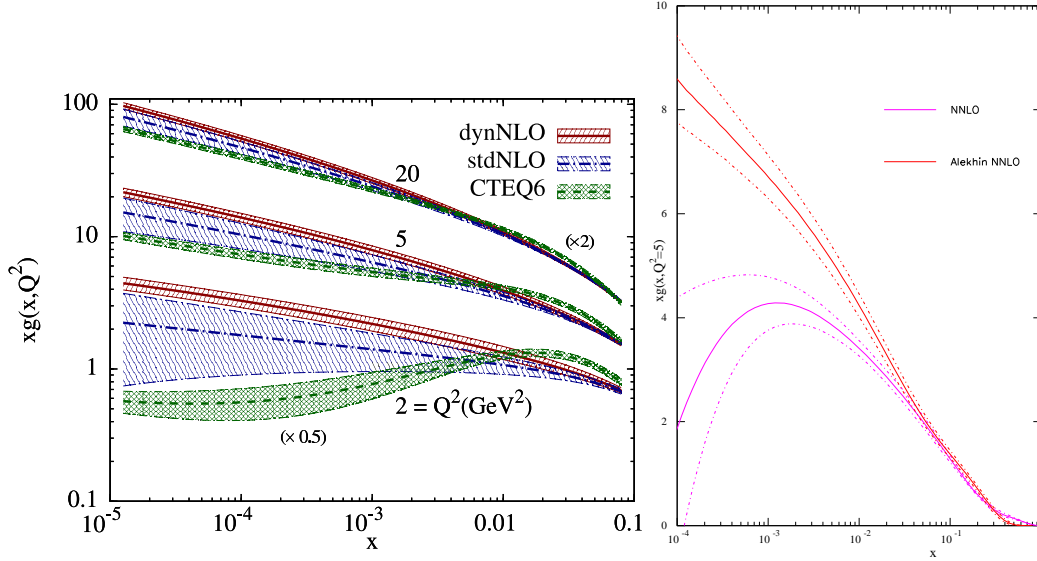 100
10
1
0.1
xg(x,Q²)
10⁻⁵
10⁻⁴
10⁻³
0.01
0.1
x
dynNLO
stdNLO
CTEQ6
20
5
(×2)
2 = Q²(GeV²)
(× 0.5)
10
8
6
4
2
0
xg(x,Q²=5)
10⁻⁴
10⁻³
10⁻²
10⁻¹
x
NNLO
Alekhin NNLO